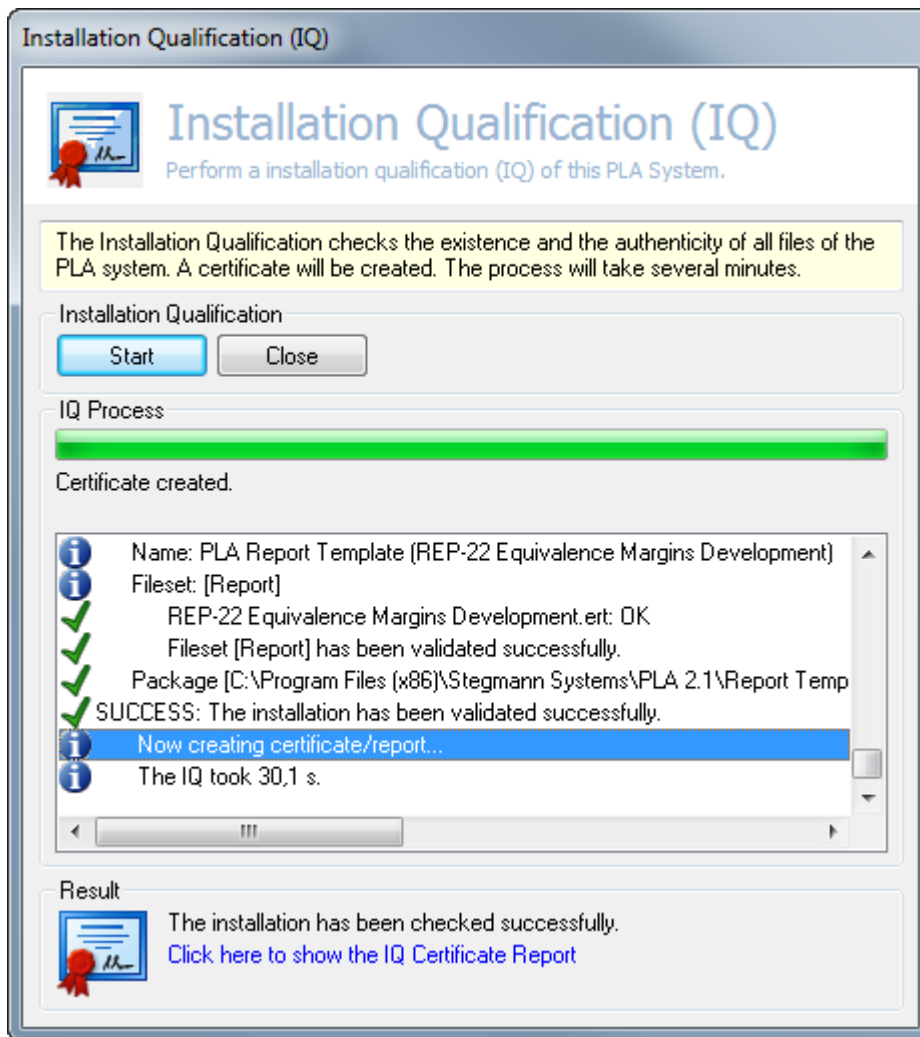 Installation Qualification (IQ)
Installation Qualification (IQ)
Perform a installation qualification (IQ) of this PLA System.
The Installation Qualification checks the existence and the authenticity of all files of the
PLA system. A certificate will be created. The process will take several minutes.
Installation Qualification
Start Close
IQ Process
Certificate created.
Name: PLA Report Template (REP-22 Equivalence Margins Development)
Fileset: [Report]
REP-22 Equivalence Margins Development.ert: OK
Fileset [Report] has been validated successfully.
Package [C:\Program Files (x86)\Stegmann Systems\PLA 2.1\Report Temp
SUCCESS: The installation has been validated successfully.
Now creating certificate/report...
The IQ took 30,1 s.
Result
The installation has been checked successfully.
Click here to show the IQ Certificate Report